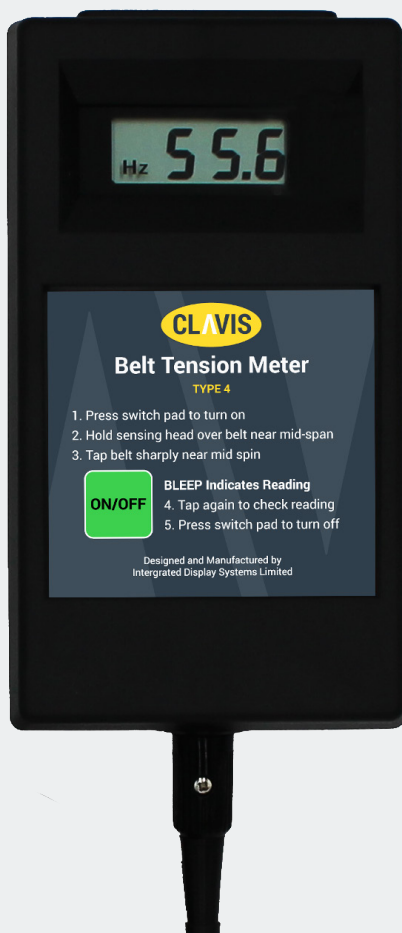 Hz 55.6
CLAVIS
Belt Tension Meter
TYPE 4
1. Press switch pad to turn on
2. Hold sensing head over belt near mid-span
3. Tap belt sharply near mid spin
ON/OFF
BLEEP Indicates Reading
4. Tap again to check reading
5. Press switch pad to turn off
Designed and Manufactured by
Intergrated Display Systems Limited